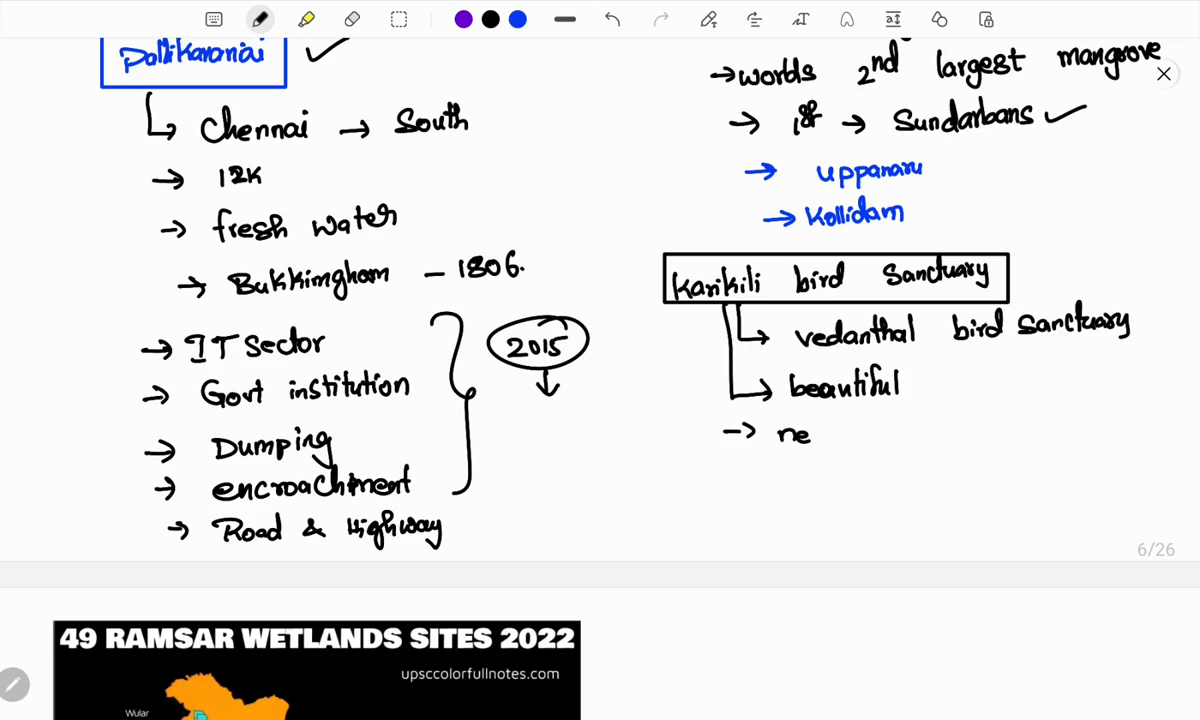 Pallikaranai
Chennai → South
→ 12K
→ fresh water
→ Bukkingham – 1806.
→ IT Sector
→ Govt institution
→ Dumping
→ encroachment
→ Road & Highway
2015
→ words 2nd largest mangrove
→ 1st → Sundarbans
→ uppanaru
→ Kollidam
Karikili bird Sanctuary
vedanthal bird Sanctuary
beautiful
→ ne
6/26
49 RAMSAR WETLANDS SITES 2022
upsccolorfullnotes.com
Wular